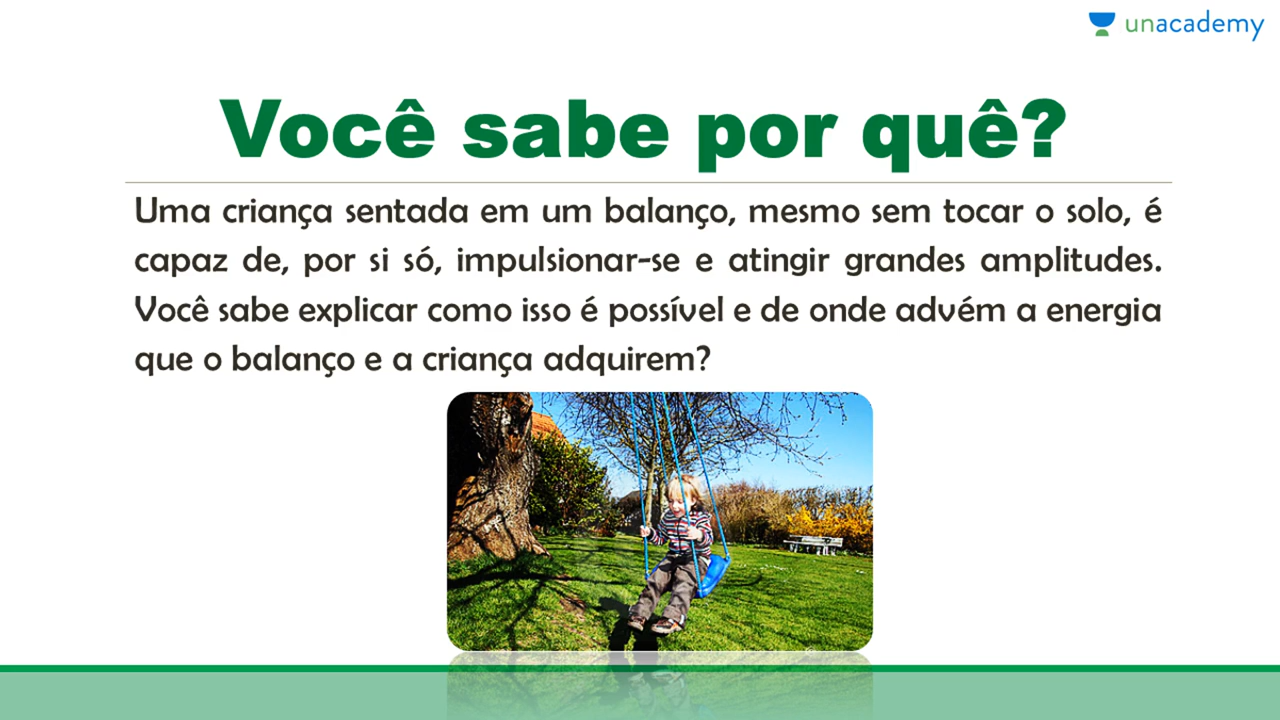 unacademy
Você sabe por quê?
Uma criança sentada em um balanço, mesmo sem tocar o solo, é
capaz de, por si só, impulsionar-se e atingir grandes amplitudes.
Você sabe explicar como isso é possível e de onde advém a energia
que o balanço e a criança adquirem?